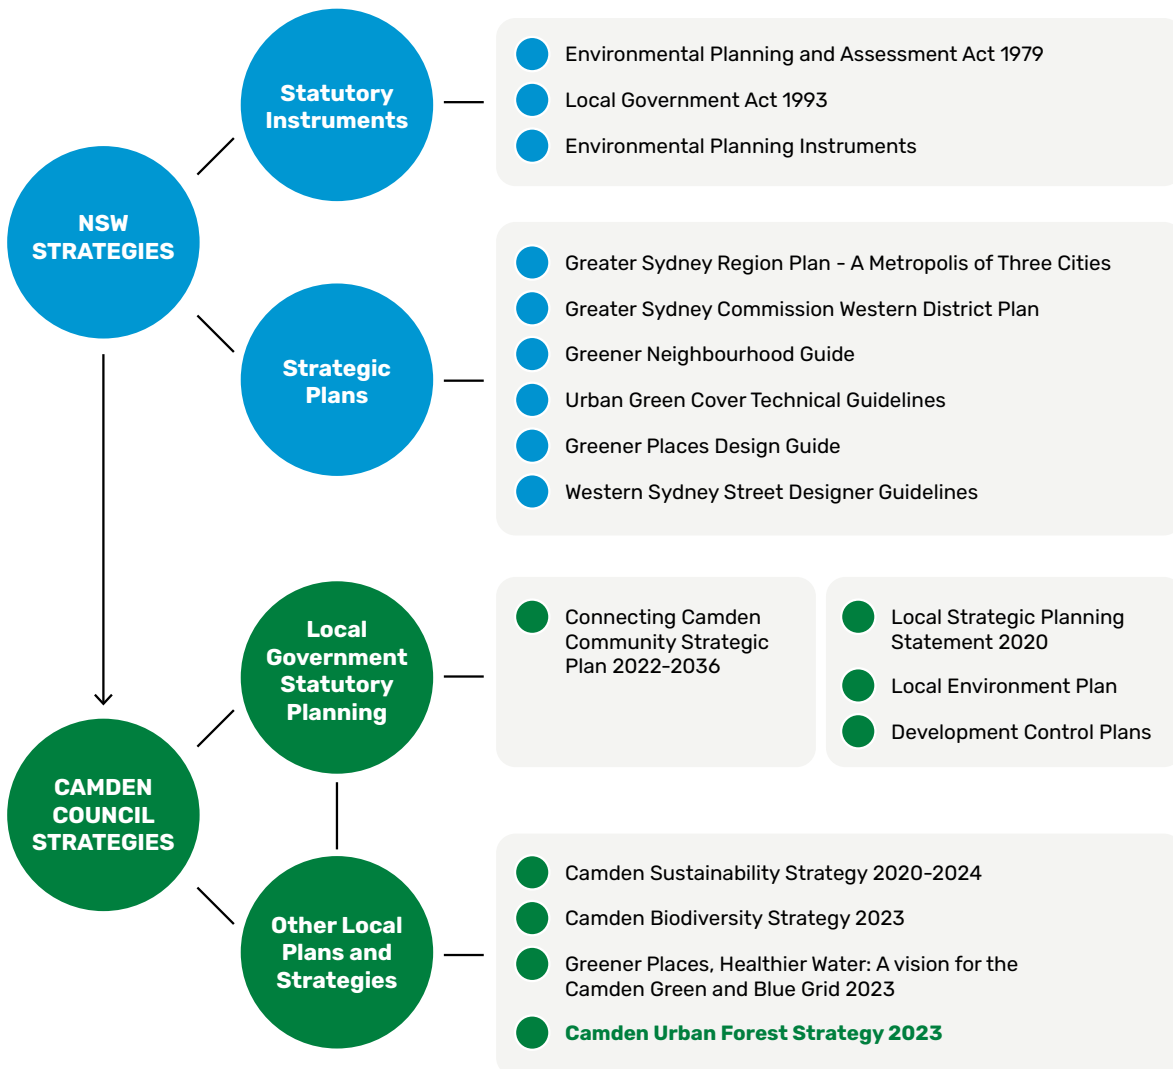 Statutory
Instruments
Environmental Planning and Assessment Act 1979
Local Government Act 1993
Environmental Planning Instruments
NSW
STRATEGIES
Strategic
Plans
Greater Sydney Region Plan - A Metropolis of Three Cities
Greater Sydney Commission Western District Plan
Greener Neighbourhood Guide
Urban Green Cover Technical Guidelines
Greener Places Design Guide
Western Sydney Street Designer Guidelines
Local
Government
Statutory
Planning
Connecting Camden
Community Strategic
Plan 2022-2036
Local Strategic Planning
Statement 2020
Local Environment Plan
Development Control Plans
CAMDEN
COUNCIL
STRATEGIES
Other Local
Plans and
Strategies
Camden Sustainability Strategy 2020-2024
Camden Biodiversity Strategy 2023
Greener Places, Healthier Water: A vision for the
Camden Green and Blue Grid 2023
Camden Urban Forest Strategy 2023